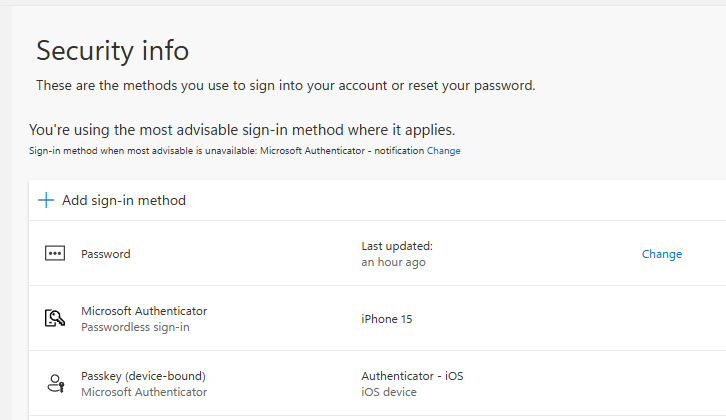 Security info
These are the methods you use to sign into your account or reset your password.
You're using the most advisable sign-in method where it applies.
Sign-in method when most advisable is unavailable: Microsoft Authenticator - notification Change
Add sign-in method
Password
Last updated:
an hour ago
Change
Microsoft Authenticator
Passwordless sign-in
iPhone 15
Passkey (device-bound)
Microsoft Authenticator
Authenticator - iOS
iOS device